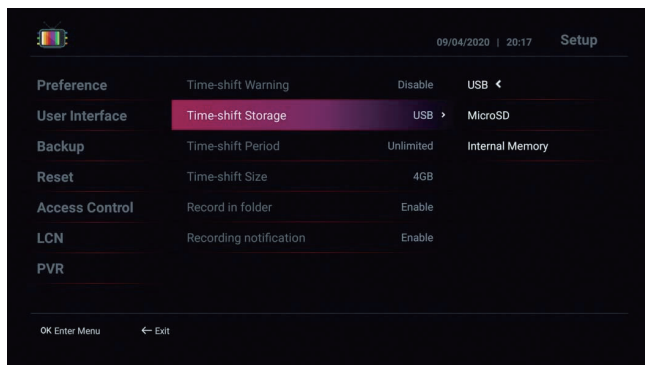 09/04/2020 | 20:17 Setup
Preference
User Interface
Backup
Reset
Access Control
LCN
PVR
Time-shift Warning Disable
Time-shift Storage USB ›
Time-shift Period Unlimited
Time-shift Size 4GB
Record in folder Enable
Recording notification Enable
USB ‹
MicroSD
Internal Memory
OK Enter Menu ← Exit